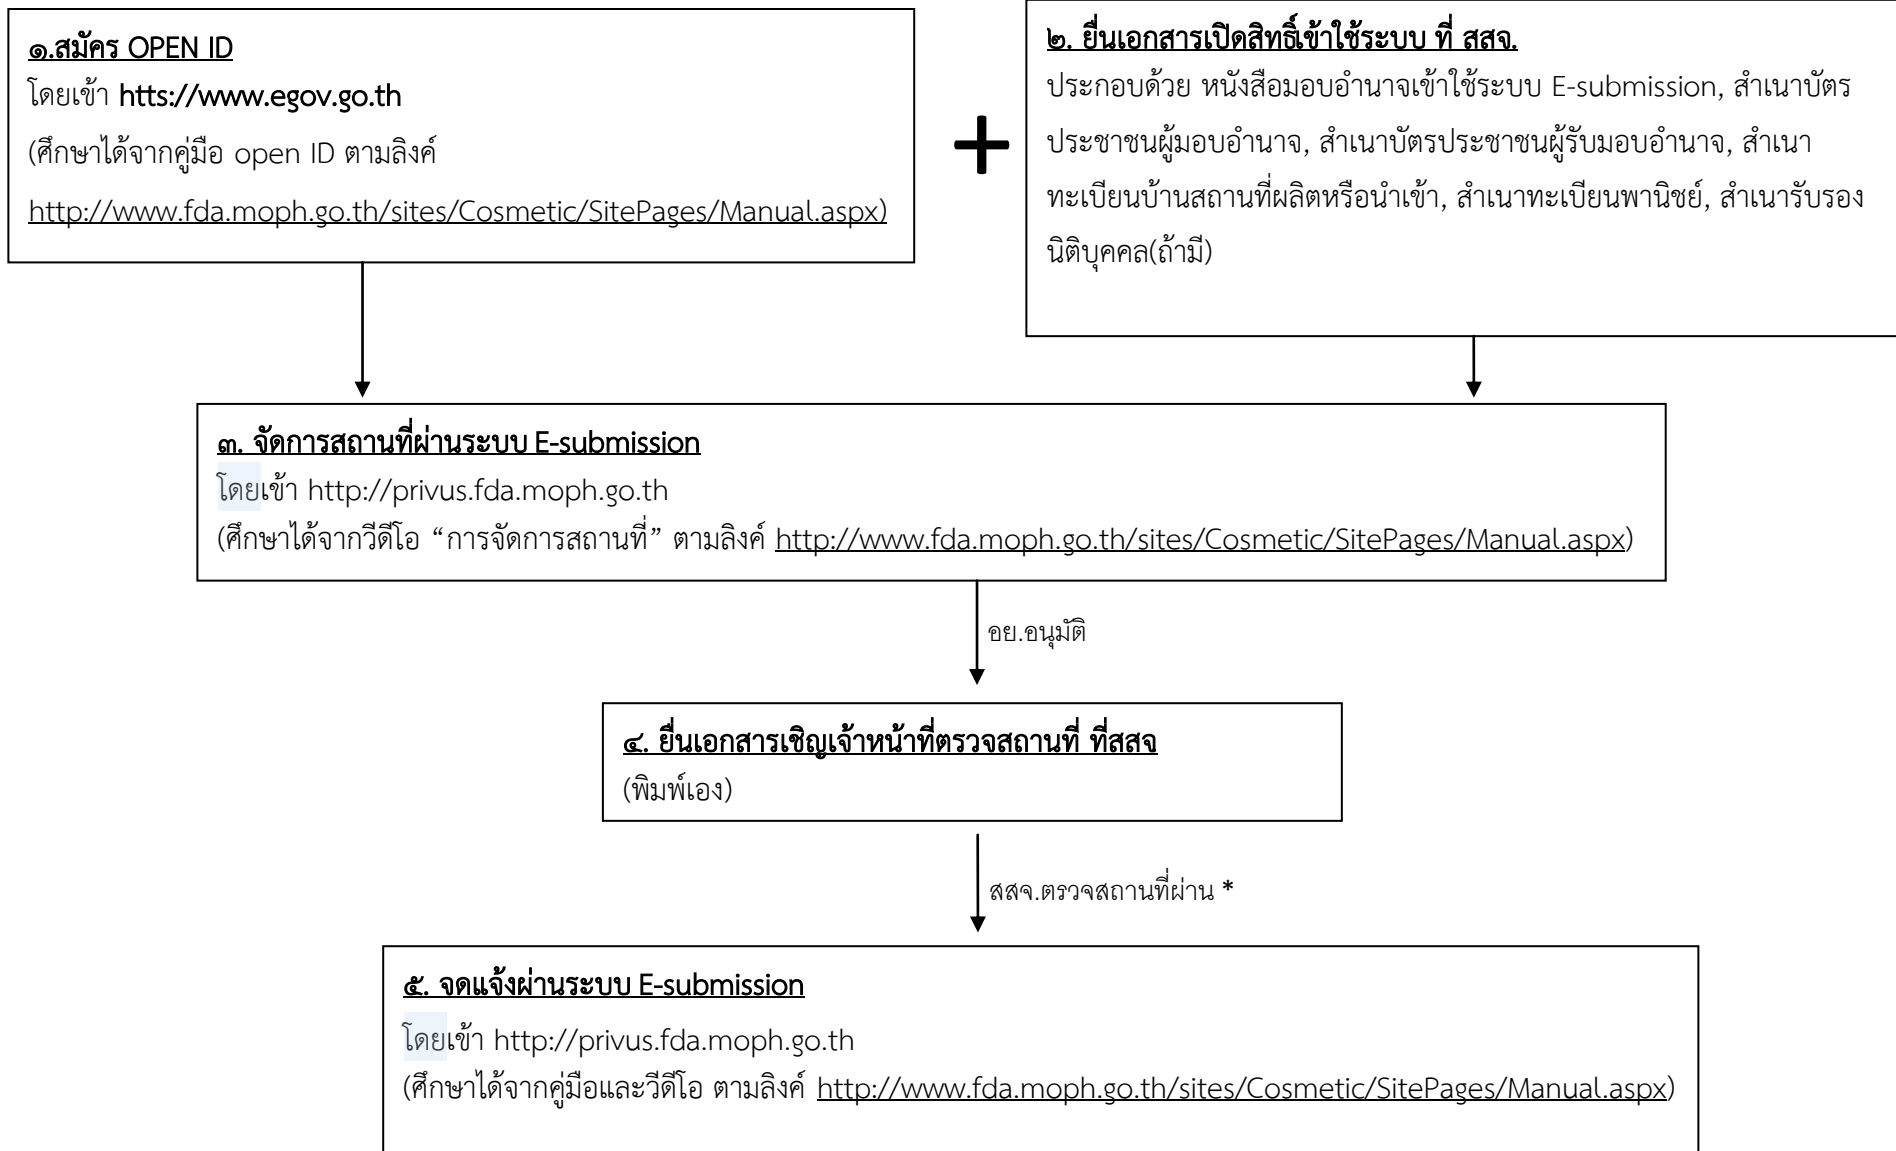 ๑.สมัคร OPEN ID
โดยเข้า htts://www.egov.go.th
(ศึกษาได้จากคู่มือ open ID ตามลิงค์
http://www.fda.moph.go.th/sites/Cosmetic/SitePages/Manual.aspx)
+
๒. ยื่นเอกสารเปิดสิทธิ์เข้าใช้ระบบ ที่ สสจ.
ประกอบด้วย หนังสือมอบอำนาจเข้าใช้ระบบ E-submission, สำเนาบัตร
ประชาชนผู้มอบอำนาจ, สำเนาบัตรประชาชนผู้รับมอบอำนาจ, สำเนา
ทะเบียนบ้านสถานที่ผลิตหรือนำเข้า, สำเนาทะเบียนพานิชย์, สำเนารับรอง
นิติบุคคล(ถ้ามี)
๓. จัดการสถานที่ผ่านระบบ E-submission
โดยเข้า http://privus.fda.moph.go.th
(ศึกษาได้จากวีดีโอ “การจัดการสถานที่” ตามลิงค์ http://www.fda.moph.go.th/sites/Cosmetic/SitePages/Manual.aspx)
อย.อนุมัติ
๔. ยื่นเอกสารเชิญเจ้าหน้าที่ตรวจสถานที่ ที่สสจ
(พิมพ์เอง)
สสจ.ตรวจสถานที่ผ่าน *
๕. จดแจ้งผ่านระบบ E-submission
โดยเข้า http://privus.fda.moph.go.th
(ศึกษาได้จากคู่มือและวีดีโอ ตามลิงค์ http://www.fda.moph.go.th/sites/Cosmetic/SitePages/Manual.aspx)